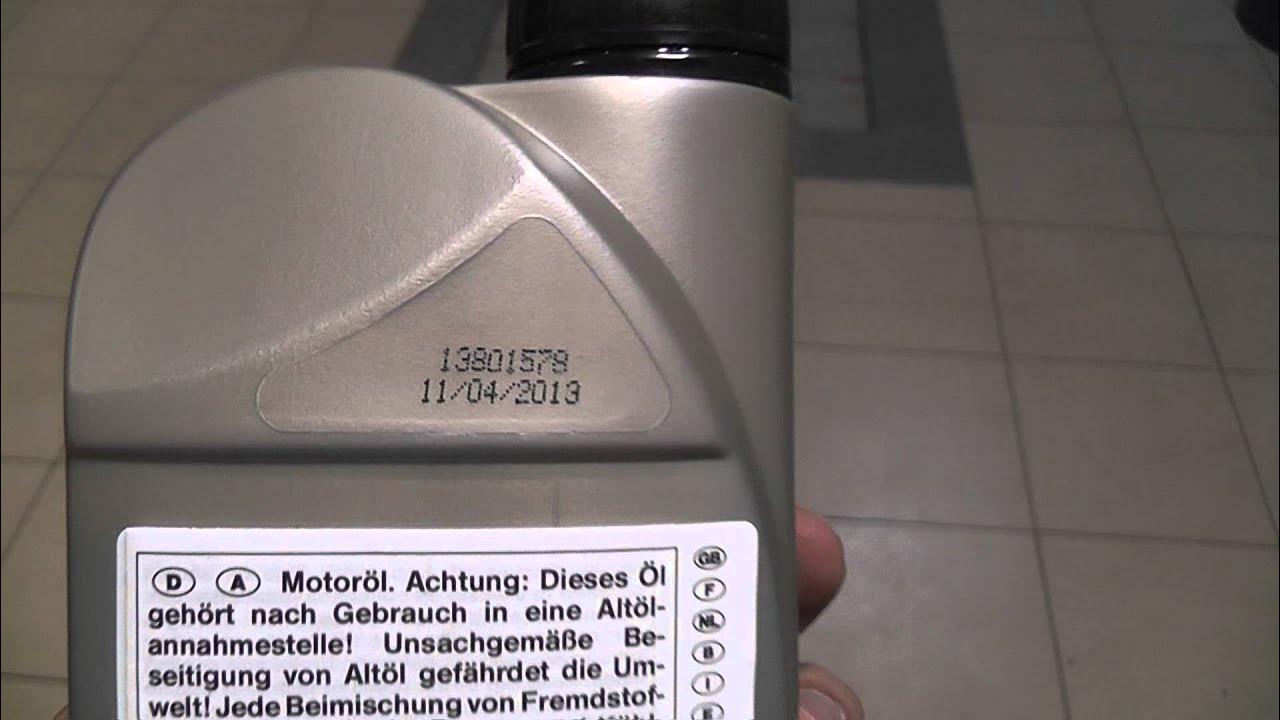 13801578
11/04/2013
D A Motoröl. Achtung: Dieses Öl
gehört nach Gebrauch in eine Altöl-
annahmestelle! Unsachgemäße Be-
seitigung von Altöl gefährdet die Um-
welt! Jede Beimischung von Fremdstof-
GB
F
NL
B
I
E